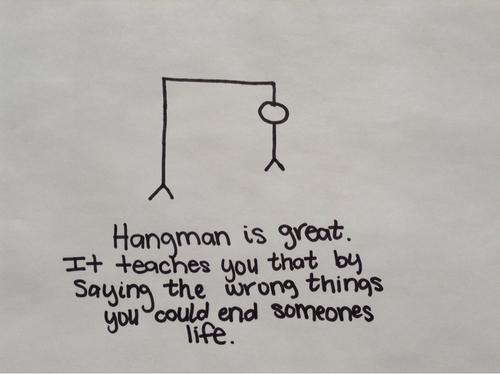 Hangman is great.
It teaches you that by
Saying the wrong things
you could end someones
life.